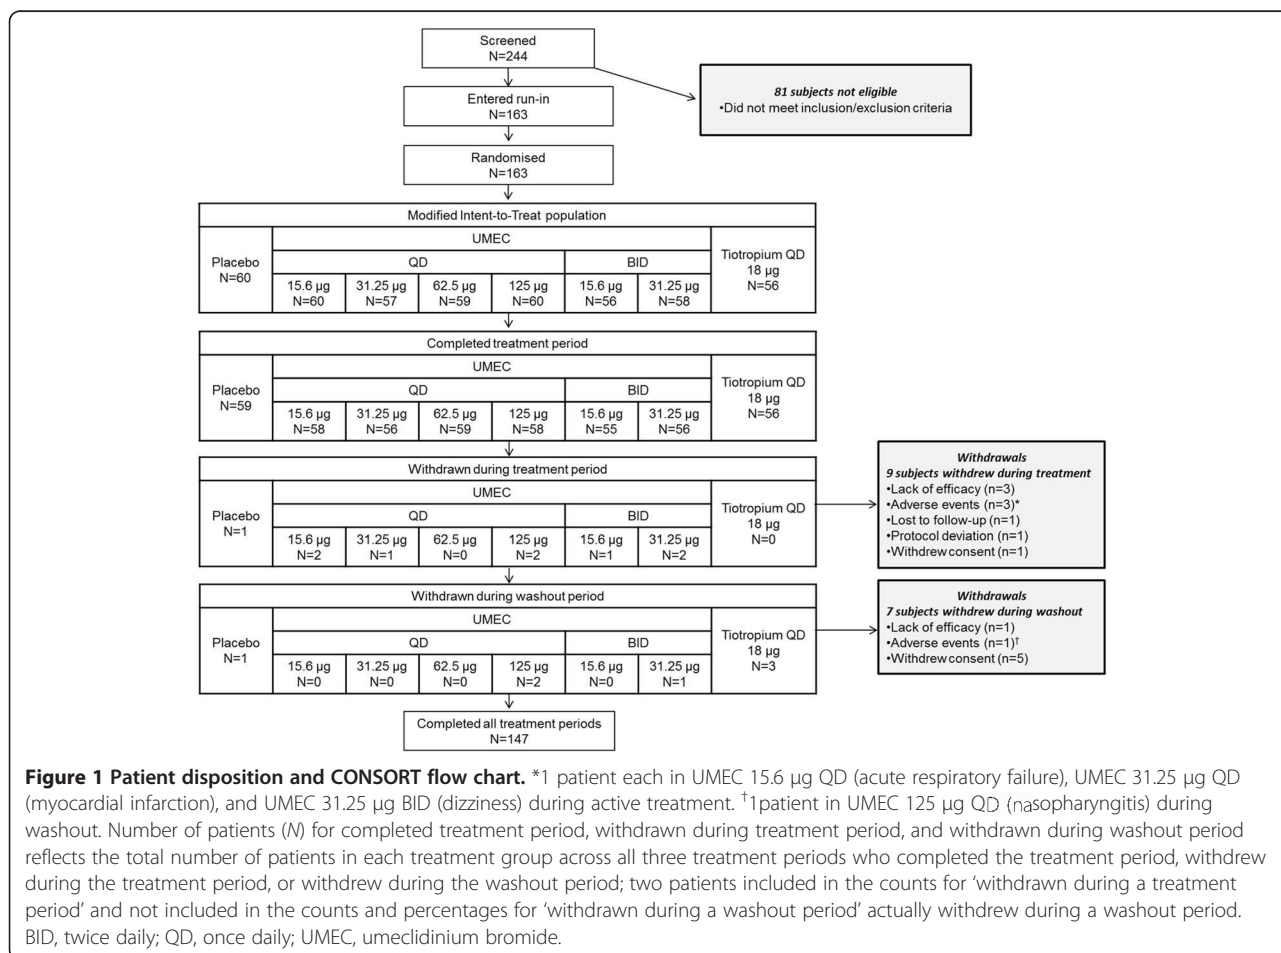 Screened
N=244
81 subjects not eligible
•Did not meet inclusion/exclusion criteria
Entered run-in
N=163
Randomised
N=163
Modified Intent-to-Treat population
Placebo
N=60
UMEC
QD
BID
15.6 µg
N=60
31.25 µg
N=57
62.5 µg
N=59
125 µg
N=60
15.6 µg
N=56
31.25 µg
N=58
Tiotropium QD
18 µg
N=56
Completed treatment period
Placebo
N=59
UMEC
QD
BID
15.6 µg
N=58
31.25 µg
N=56
62.5 µg
N=59
125 µg
N=58
15.6 µg
N=55
31.25 µg
N=56
Tiotropium QD
18 µg
N=56
Withdrawn during treatment period
Placebo
N=1
UMEC
QD
BID
15.6 µg
N=2
31.25 µg
N=1
62.5 µg
N=0
125 µg
N=2
15.6 µg
N=1
31.25 µg
N=2
Tiotropium QD
18 µg
N=0
Withdrawals
9 subjects withdrew during treatment
•Lack of efficacy (n=3)
•Adverse events (n=3)*
•Lost to follow-up (n=1)
•Protocol deviation (n=1)
•Withdrew consent (n=1)
Withdrawn during washout period
Placebo
N=1
UMEC
QD
BID
15.6 µg
N=0
31.25 µg
N=0
62.5 µg
N=0
125 µg
N=2
15.6 µg
N=0
31.25 µg
N=1
Tiotropium QD
18 µg
N=3
Withdrawals
7 subjects withdrew during washout
•Lack of efficacy (n=1)
•Adverse events (n=1)†
•Withdrew consent (n=5)
Completed all treatment periods
N=147
Figure 1 Patient disposition and CONSORT flow chart. *1 patient each in UMEC 15.6 µg QD (acute respiratory failure), UMEC 31.25 µg QD
(myocardial infarction), and UMEC 31.25 µg BID (dizziness) during active treatment. †1patient in UMEC 125 µg QD (nasopharyngitis) during
washout. Number of patients (N) for completed treatment period, withdrawn during treatment period, and withdrawn during washout period
reflects the total number of patients in each treatment group across all three treatment periods who completed the treatment period, withdrew
during the treatment period, or withdrew during the washout period; two patients included in the counts for ‘withdrawn during a treatment
period’ and not included in the counts and percentages for ‘withdrawn during a washout period’ actually withdrew during a washout period.
BID, twice daily; QD, once daily; UMEC, umeclidinium bromide.